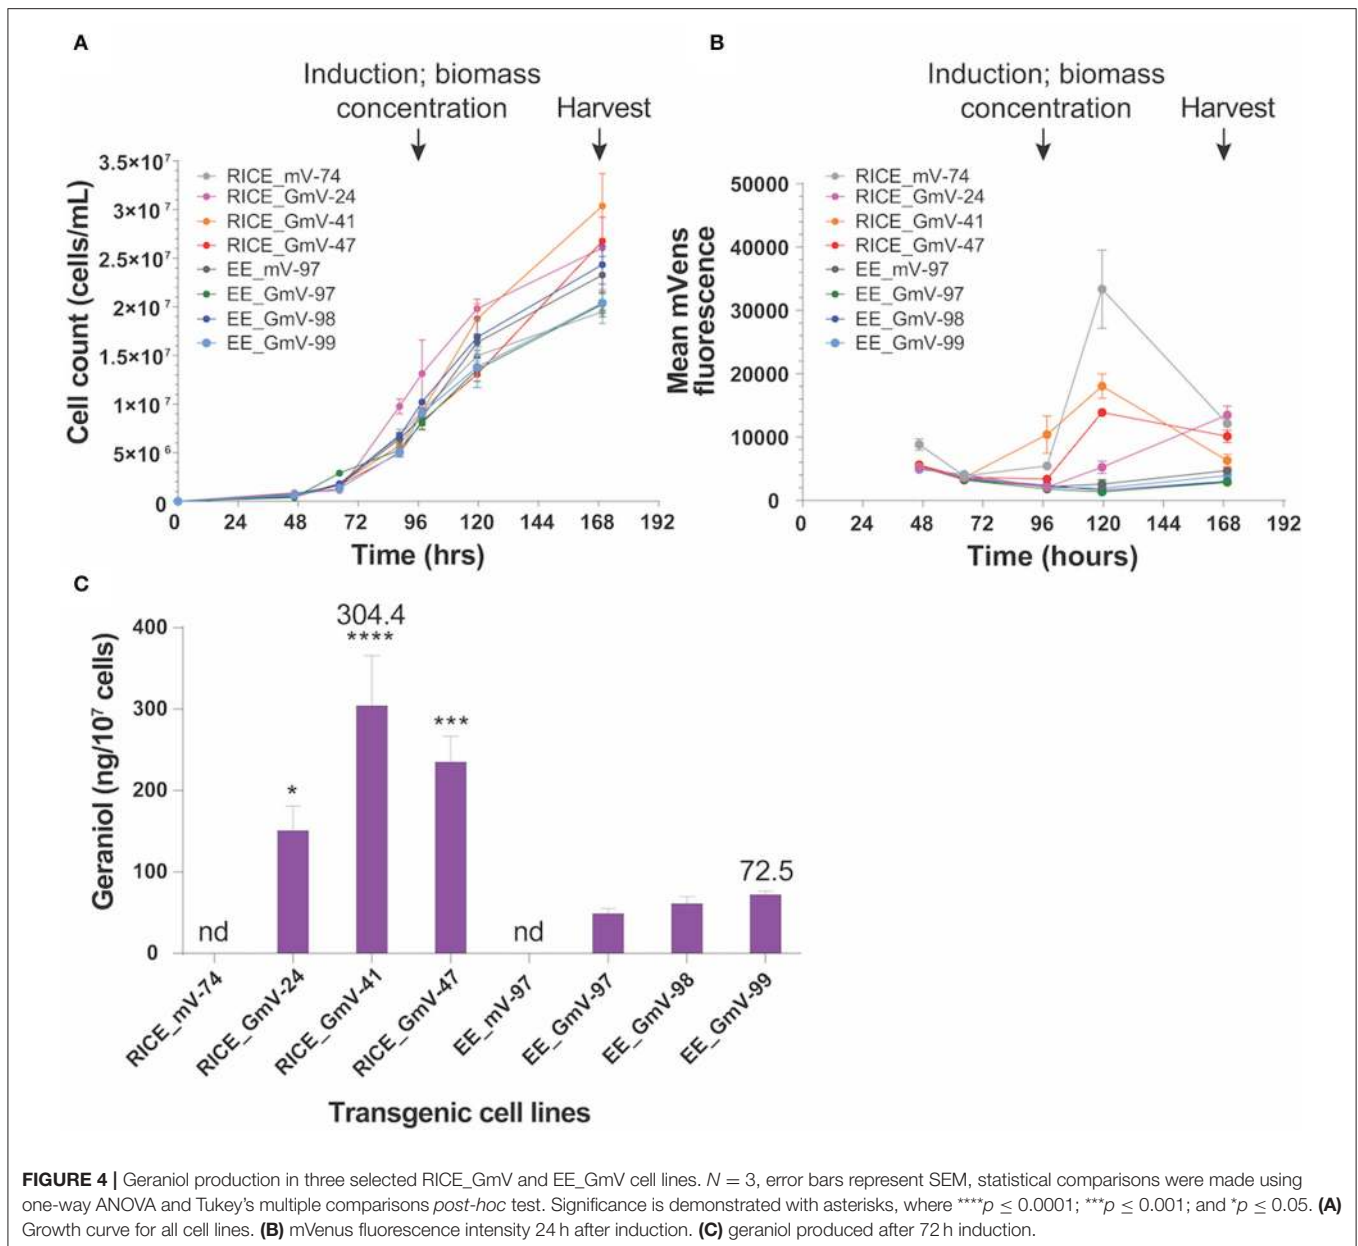 A
Induction; biomass
concentration
Harvest
3.5×10⁷
3×10⁷
2.5×10⁷
2×10⁷
1.5×10⁷
1×10⁷
5×10⁶
0
Cell count (cells/mL)
RICE_mV-74
RICE_GmV-24
RICE_GmV-41
RICE_GmV-47
EE_mV-97
EE_GmV-97
EE_GmV-98
EE_GmV-99
0 24 48 72 96 120 144 168 192
Time (hrs)
B
Induction; biomass
concentration
Harvest
50000
40000
30000
20000
10000
0
Mean mVens
fluorescence
RICE_mV-74
RICE_GmV-24
RICE_GmV-41
RICE_GmV-47
EE_mV-97
EE_GmV-97
EE_GmV-98
EE_GmV-99
0 24 48 72 96 120 144 168 192
Time (hours)
C
400
300
200
100
0
Geraniol (ng/10⁷ cells)
nd
*
304.4
****
***
nd
72.5
RICE_mV-74
RICE_GmV-24
RICE_GmV-41
RICE_GmV-47
EE_mV-97
EE_GmV-97
EE_GmV-98
EE_GmV-99
Transgenic cell lines
FIGURE 4 | Geraniol production in three selected RICE_GmV and EE_GmV cell lines. N = 3, error bars represent SEM, statistical comparisons were made using
one-way ANOVA and Tukey's multiple comparisons post-hoc test. Significance is demonstrated with asterisks, where ****p ≤ 0.0001; ***p ≤ 0.001; and *p ≤ 0.05. (A)
Growth curve for all cell lines. (B) mVenus fluorescence intensity 24 h after induction. (C) geraniol produced after 72 h induction.